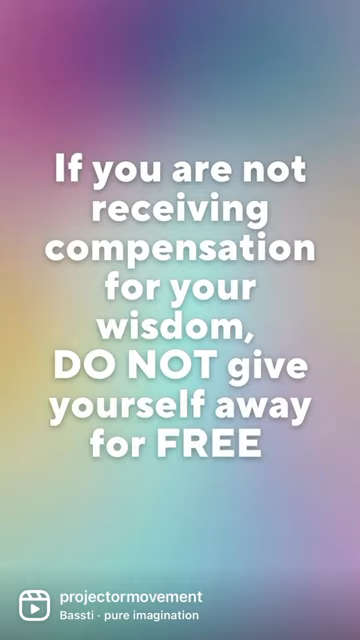 If you are not
receiving
compensation
for your
wisdom,
DO NOT give
yourself away
for FREE
projectormovement
Bassti · pure imagination